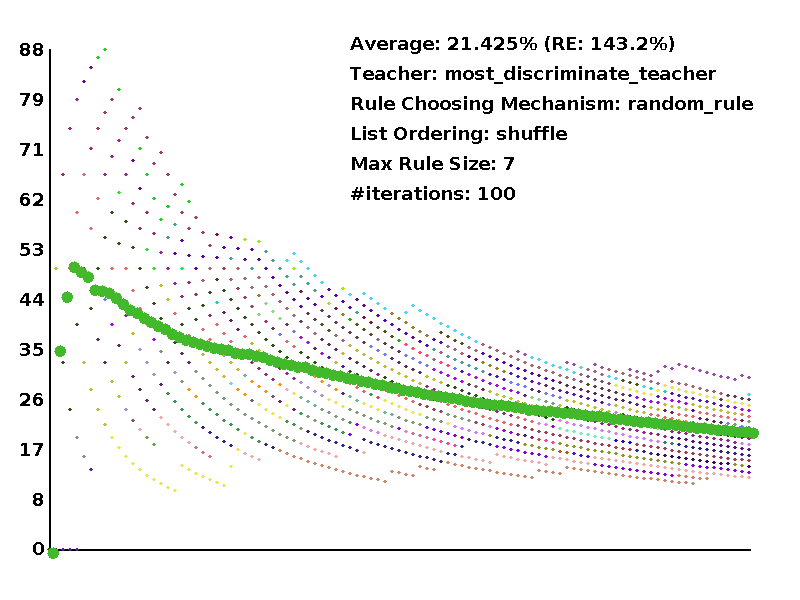 88
79
71
62
53
44
35
26
17
8
0
Average: 21.425% (RE: 143.2%)
Teacher: most_discriminate_teacher
Rule Choosing Mechanism: random_rule
List Ordering: shuffle
Max Rule Size: 7
#iterations: 100